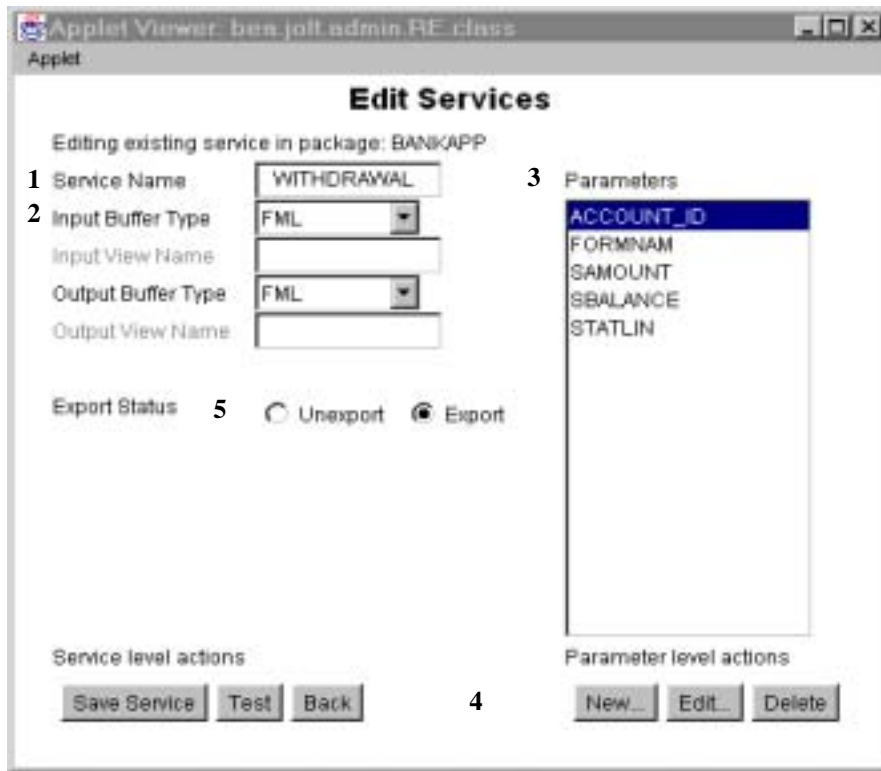 Applet Viewer: bea.jolt.admin.RE.class
Applet
Edit Services
Editing existing service in package: BANKAPP
1 Service Name WITHDRAWAL
2 Input Buffer Type FML
Input View Name
Output Buffer Type FML
Output View Name
Export Status 5 Unexport Export
3 Parameters
ACCOUNT_ID
FORMNAM
SAMOUNT
SBALANCE
STATLIN
Service level actions
Save Service Test Back
4
Parameter level actions
New... Edit... Delete